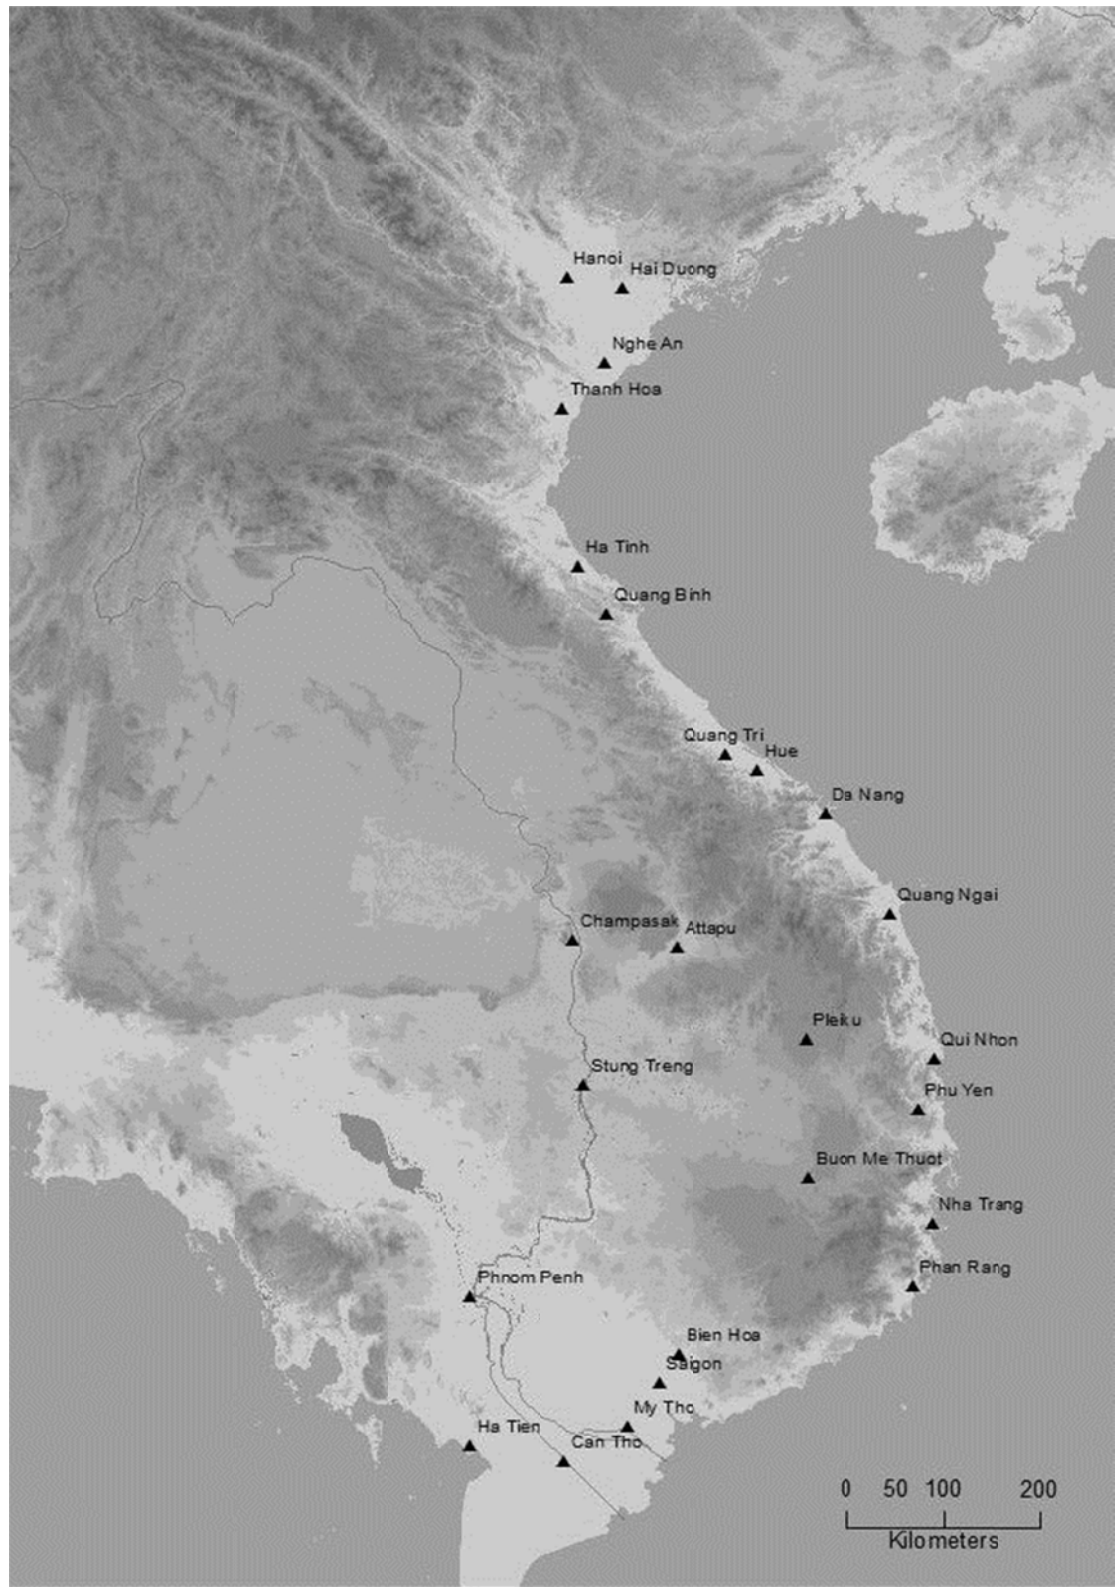 Hanoi
Hai Duong
Nghe An
Thanh Hoa
Ha Tinh
Quang Binh
Quang Tri
Hue
Da Nang
Quang Ngai
Champasak
Attapu
Pleiku
Qui Nhon
Stung Treng
Phu Yen
Buon Me Thuot
Nha Trang
Phan Rang
Phnom Penh
Bien Hoa
Saigon
My Tho
Ha Tien
Can Tho
0 50 100 200
Kilometers